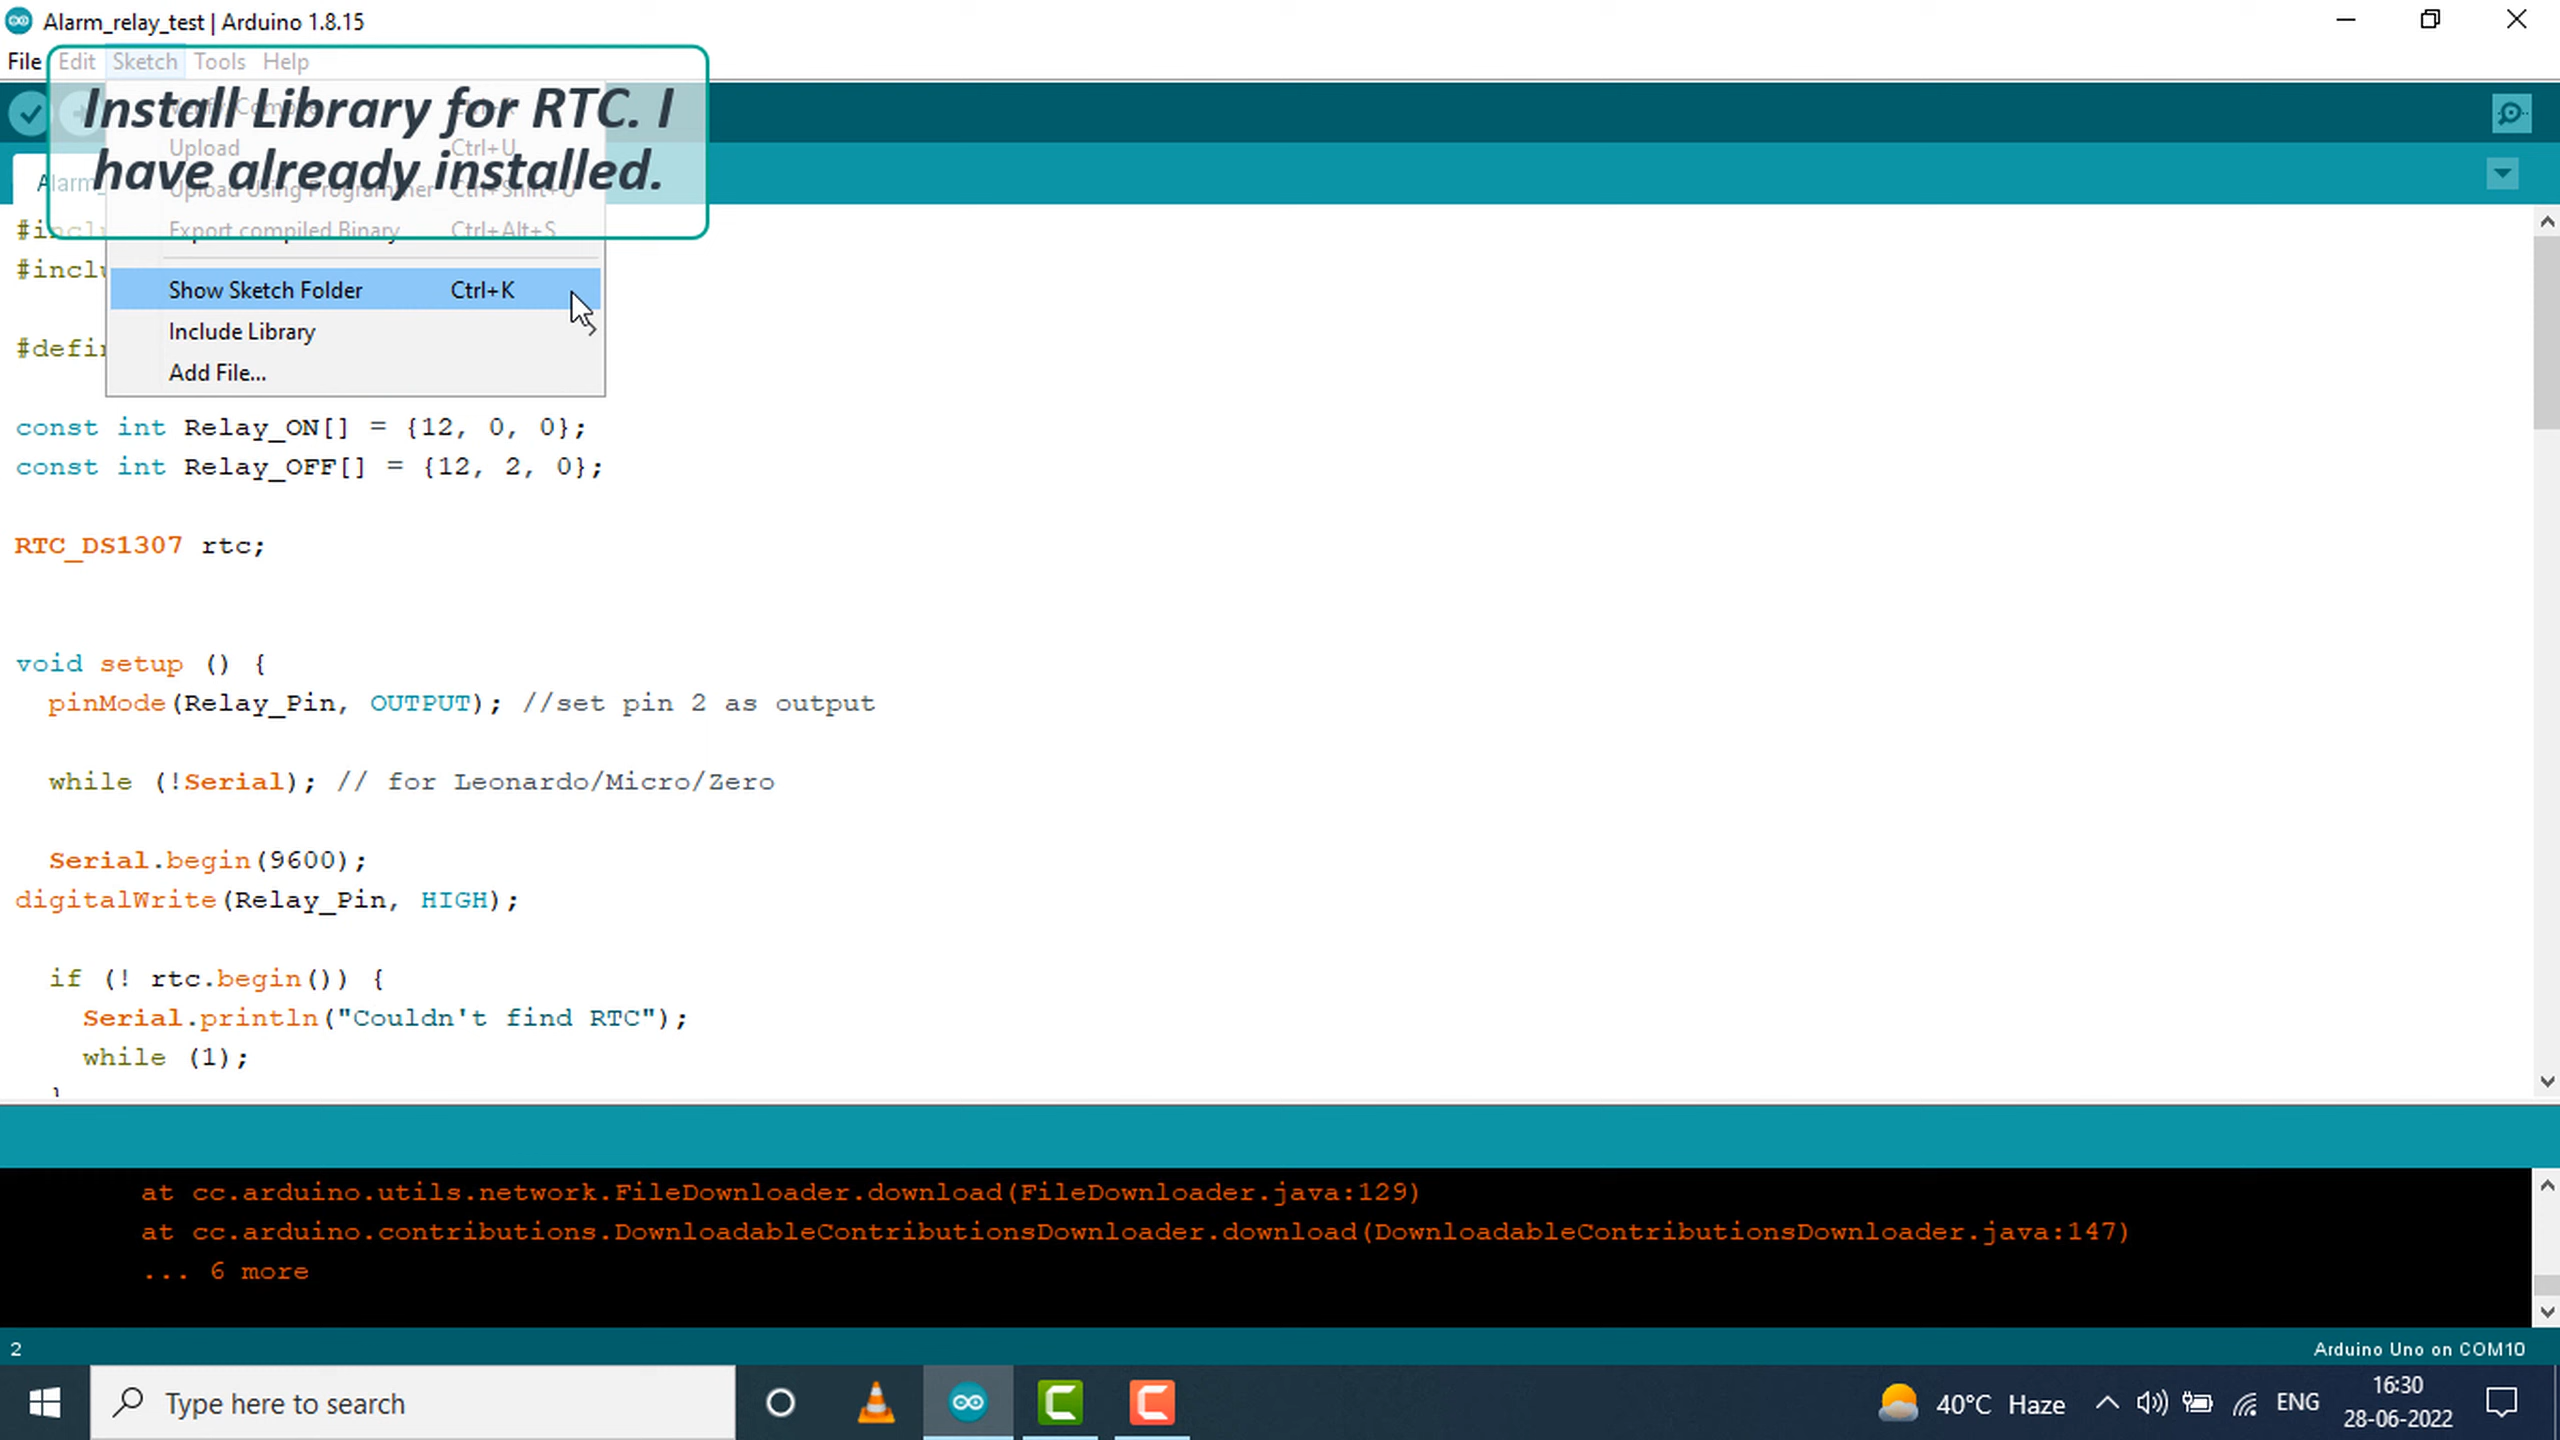 Alarm_relay_test | Arduino 1.8.15
File Edit Sketch Tools Help
Install Library for RTC. I
have already installed.
Upload Ctrl+U
Upload Using Programmer Ctrl+Shift+U
Export compiled Binary Ctrl+Alt+S
Show Sketch Folder Ctrl+K
Include Library
Add File...
const int Relay_ON[] = {12, 0, 0};
const int Relay_OFF[] = {12, 2, 0};
RTC_DS1307 rtc;
void setup () {
pinMode(Relay_Pin, OUTPUT); //set pin 2 as output
while (!Serial); // for Leonardo/Micro/Zero
Serial.begin(9600);
digitalWrite(Relay_Pin, HIGH);
if (! rtc.begin()) {
Serial.println("Couldn't find RTC");
while (1);
at cc.arduino.utils.network.FileDownloader.download(FileDownloader.java:129)
at cc.arduino.contributions.DownloadableContributionsDownloader.download(DownloadableContributionsDownloader.java:147)
... 6 more
2 Arduino Uno on COM10
Type here to search
40°C Haze
ENG
16:30
28-06-2022